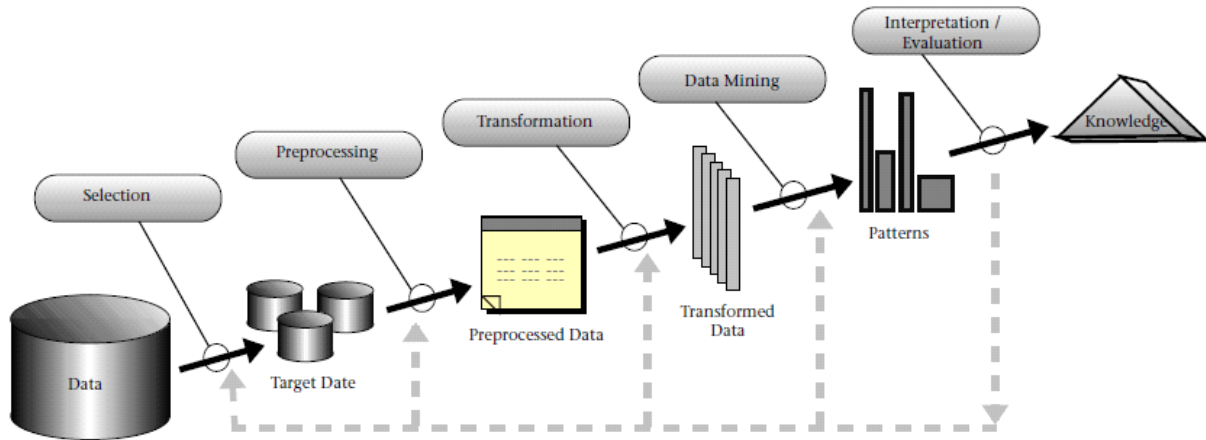 Interpretation /
Evaluation
Data Mining
Transformation
Preprocessing
Selection
Knowledge
Patterns
Transformed
Data
Preprocessed Data
Target Date
Data